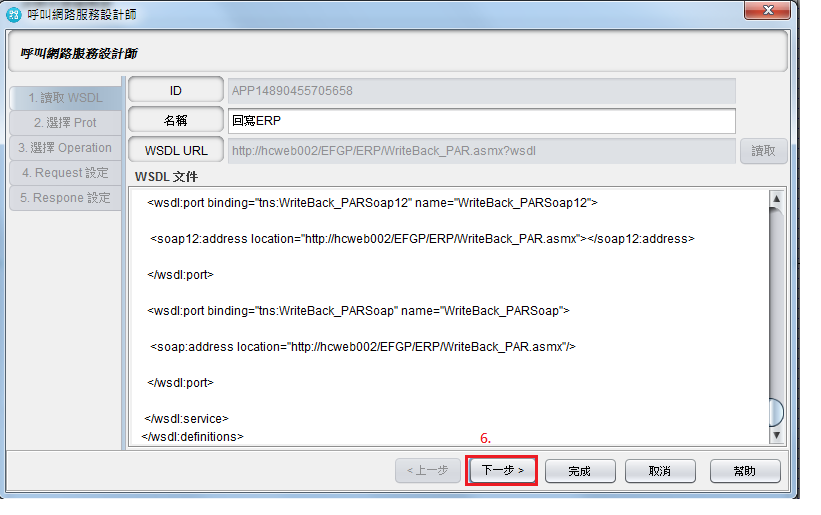 呼叫網路服務設計師
呼叫網路服務設計師
1. 讀取 WSDL
2. 選擇 Prot
3. 選擇 Operation
4. Request 設定
5. Respone 設定
ID
APP14890455705658
名稱
回寫ERP
WSDL URL
http://hcweb002/EFGP/ERP/WriteBack_PAR.asmx?wsdl
讀取
WSDL 文件
<wsdl:port binding="tns:WriteBack_PARSoap12" name="WriteBack_PARSoap12">
<soap12:address location="http://hcweb002/EFGP/ERP/WriteBack_PAR.asmx"></soap12:address>
</wsdl:port>
<wsdl:port binding="tns:WriteBack_PARSoap" name="WriteBack_PARSoap">
<soap:address location="http://hcweb002/EFGP/ERP/WriteBack_PAR.asmx"/>
</wsdl:port>
</wsdl:service>
</wsdl:definitions>
6.
<上一步
下一步 >
完成
取消
幫助